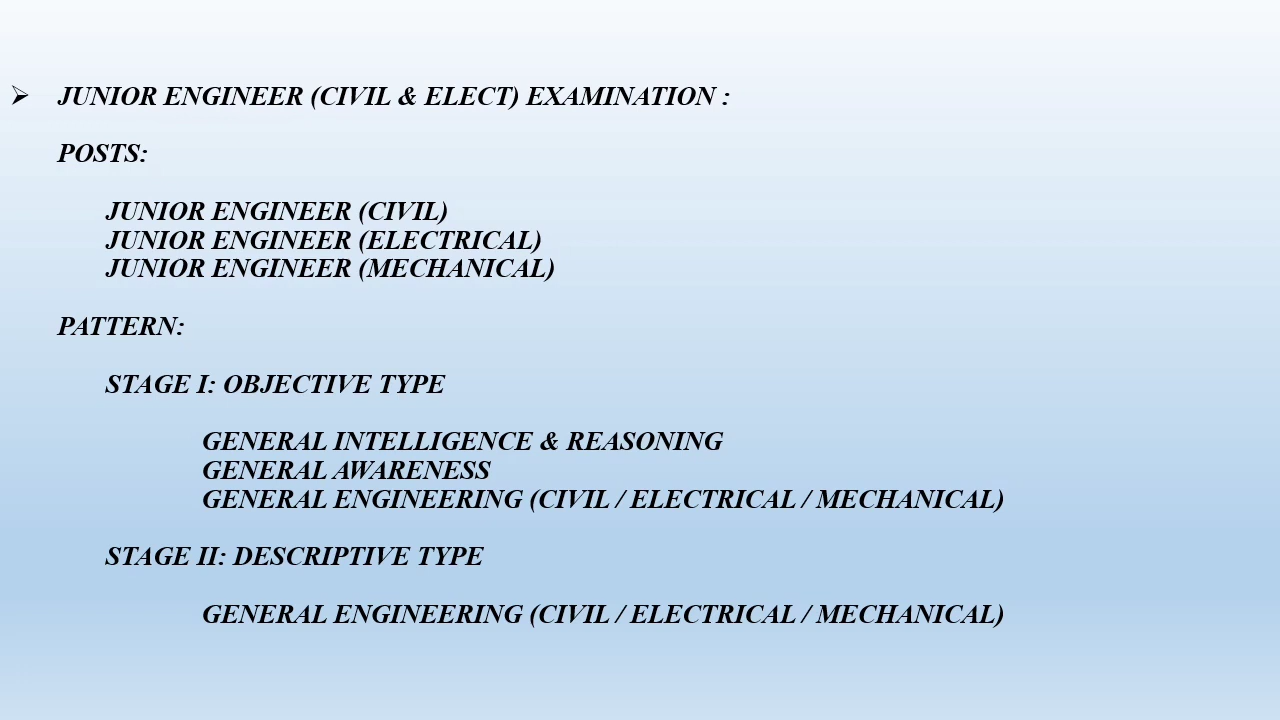 ➢ JUNIOR ENGINEER (CIVIL & ELECT) EXAMINATION :
POSTS:
JUNIOR ENGINEER (CIVIL)
JUNIOR ENGINEER (ELECTRICAL)
JUNIOR ENGINEER (MECHANICAL)
PATTERN:
STAGE I: OBJECTIVE TYPE
GENERAL INTELLIGENCE & REASONING
GENERAL AWARENESS
GENERAL ENGINEERING (CIVIL / ELECTRICAL / MECHANICAL)
STAGE II: DESCRIPTIVE TYPE
GENERAL ENGINEERING (CIVIL / ELECTRICAL / MECHANICAL)